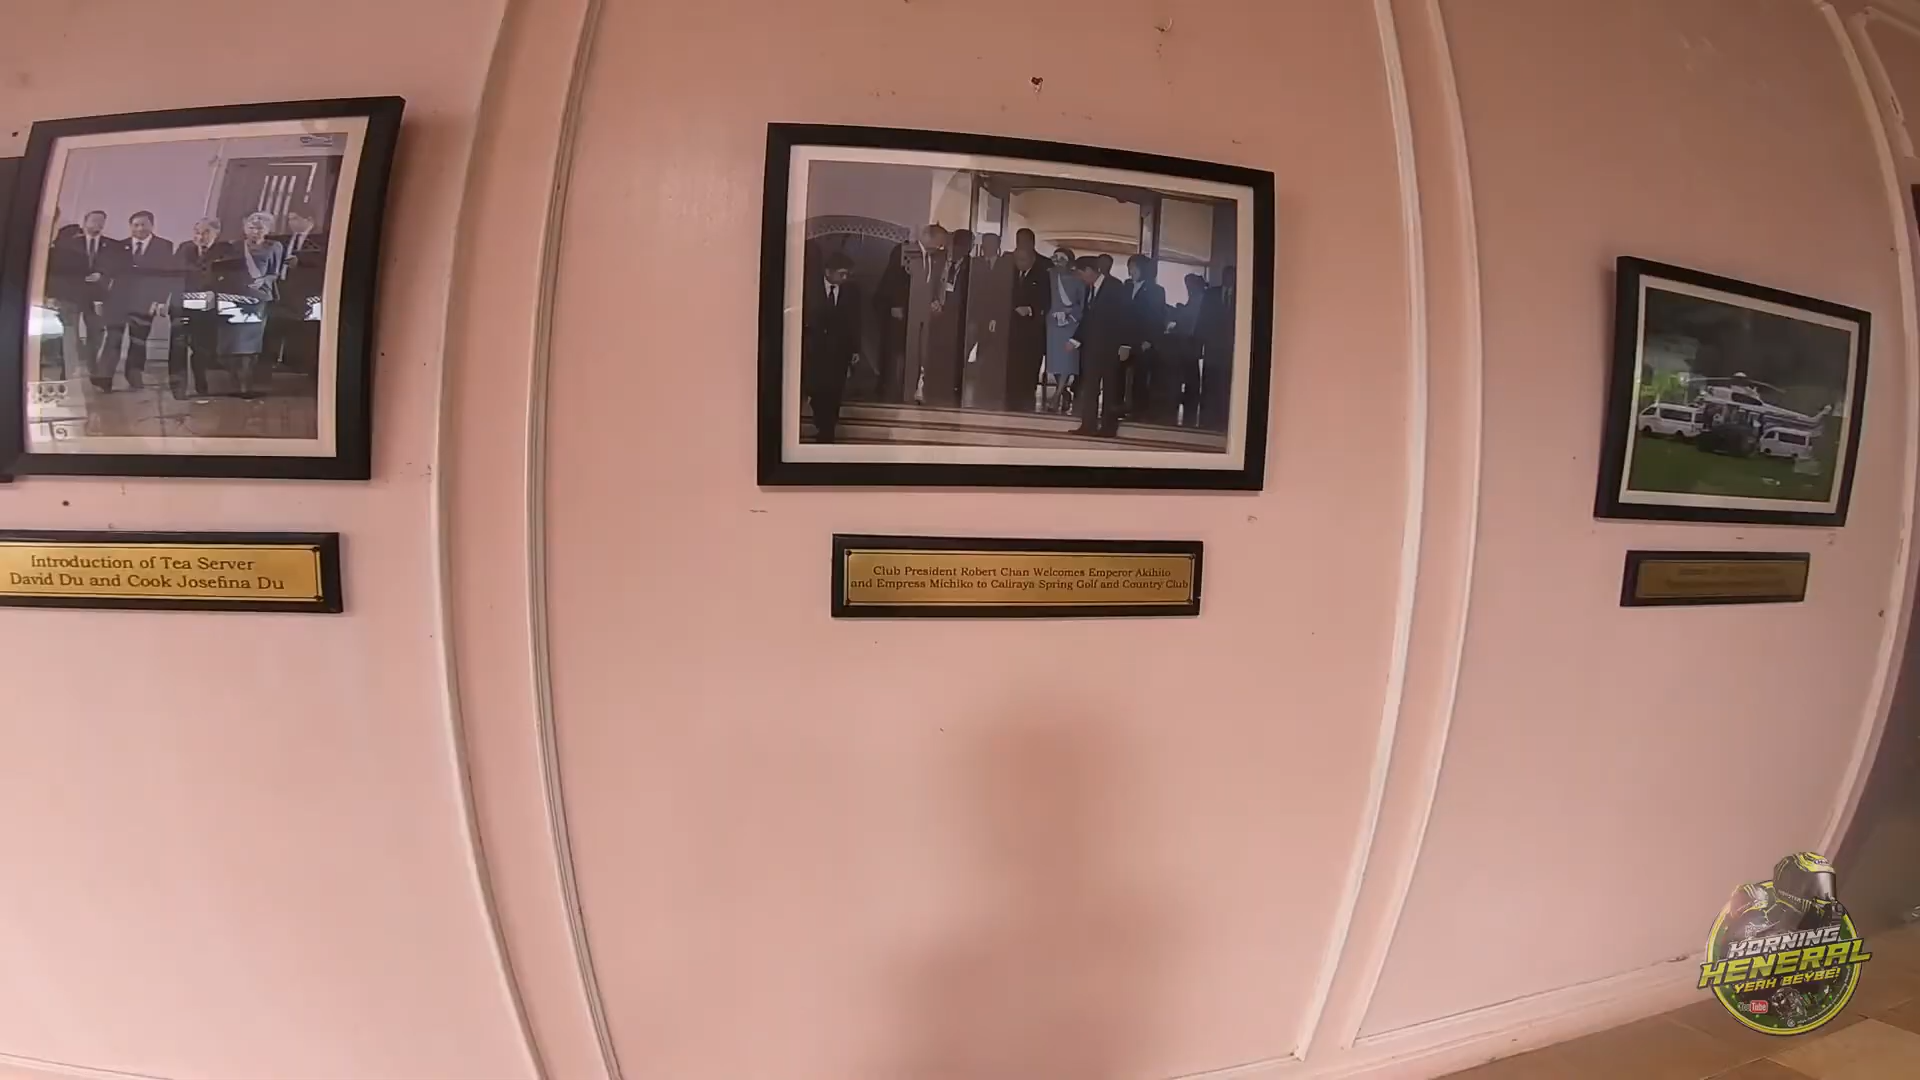 Introduction of Tea Server
David Du and Cook Josefina Du
Club President Robert Chan Welcomes Emperor Akihito
and Empress Michiko to Caliraya Spring Golf and Country Club
KORNING
HENERAL
YEAH BEYBE!
YouTube